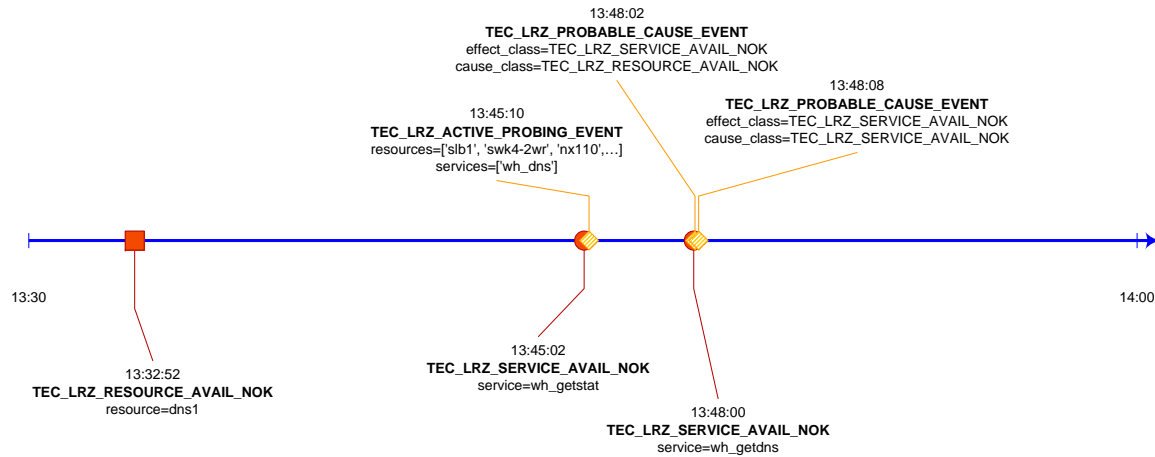 13:48:02
TEC_LRZ_PROBABLE_CAUSE_EVENT
effect_class=TEC_LRZ_SERVICE_AVAIL_NOK
cause_class=TEC_LRZ_RESOURCE_AVAIL_NOK
13:48:08
TEC_LRZ_PROBABLE_CAUSE_EVENT
effect_class=TEC_LRZ_SERVICE_AVAIL_NOK
cause_class=TEC_LRZ_SERVICE_AVAIL_NOK
13:45:10
TEC_LRZ_ACTIVE_PROBING_EVENT
resources=['slb1', 'swk4-2wr', 'nx110',...]
services=['wh_dns']
13:30
14:00
13:32:52
TEC_LRZ_RESOURCE_AVAIL_NOK
resource=dns1
13:45:02
TEC_LRZ_SERVICE_AVAIL_NOK
service=wh_getstat
13:48:00
TEC_LRZ_SERVICE_AVAIL_NOK
service=wh_getdns